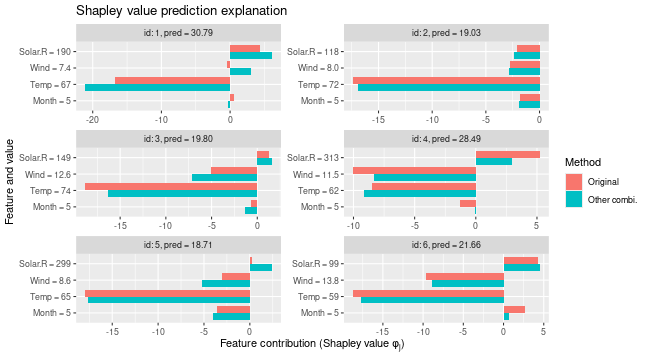 Shapley value prediction explanation
id: 1, pred = 30.79
Solar.R = 190
Wind = 7.4
Temp = 67
Month = 5
-20 -10 0
id: 2, pred = 19.03
Solar.R = 118
Wind = 8.0
Temp = 72
Month = 5
-15 -10 -5 0
id: 3, pred = 19.80
Solar.R = 149
Wind = 12.6
Temp = 74
Month = 5
-15 -10 -5 0
id: 4, pred = 28.49
Solar.R = 313
Wind = 11.5
Temp = 62
Month = 5
-10 -5 0 5
id: 5, pred = 18.71
Solar.R = 299
Wind = 8.6
Temp = 65
Month = 5
-15 -10 -5 0
id: 6, pred = 21.66
Solar.R = 99
Wind = 13.8
Temp = 59
Month = 5
-15 -10 -5 0 5
Feature and value
Feature contribution (Shapley value φj)
Method
Original
Other combi.